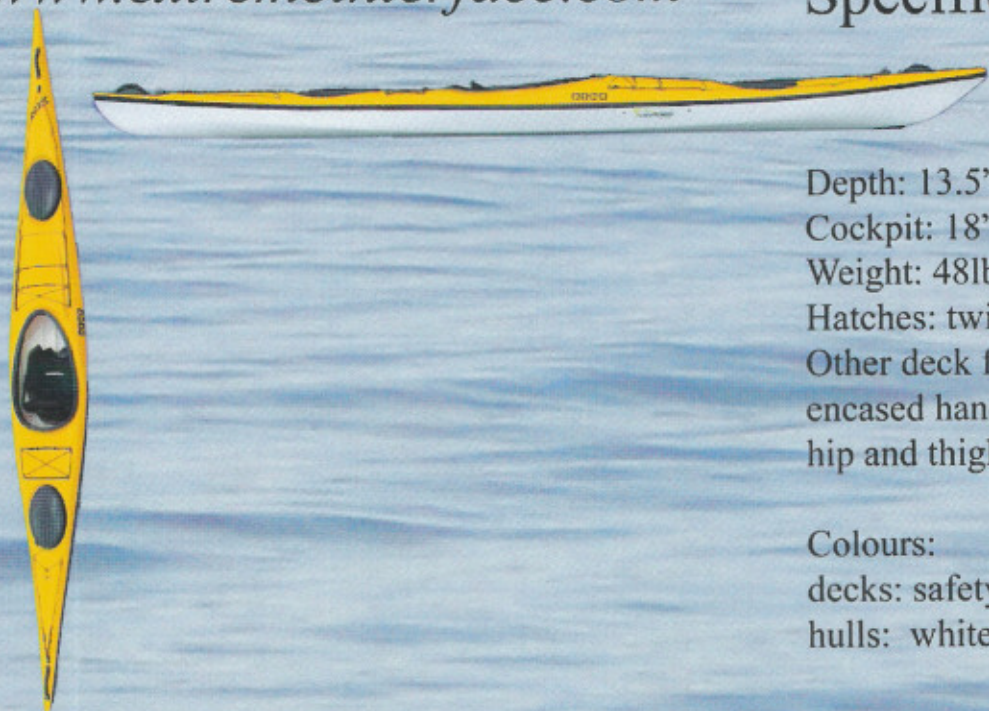 Depth: 13.5"
Cockpit: 18"
Weight: 48lb
Hatches: twi
Other deck f
encased han
hip and thigh
Colours:
decks: safety
hulls: white